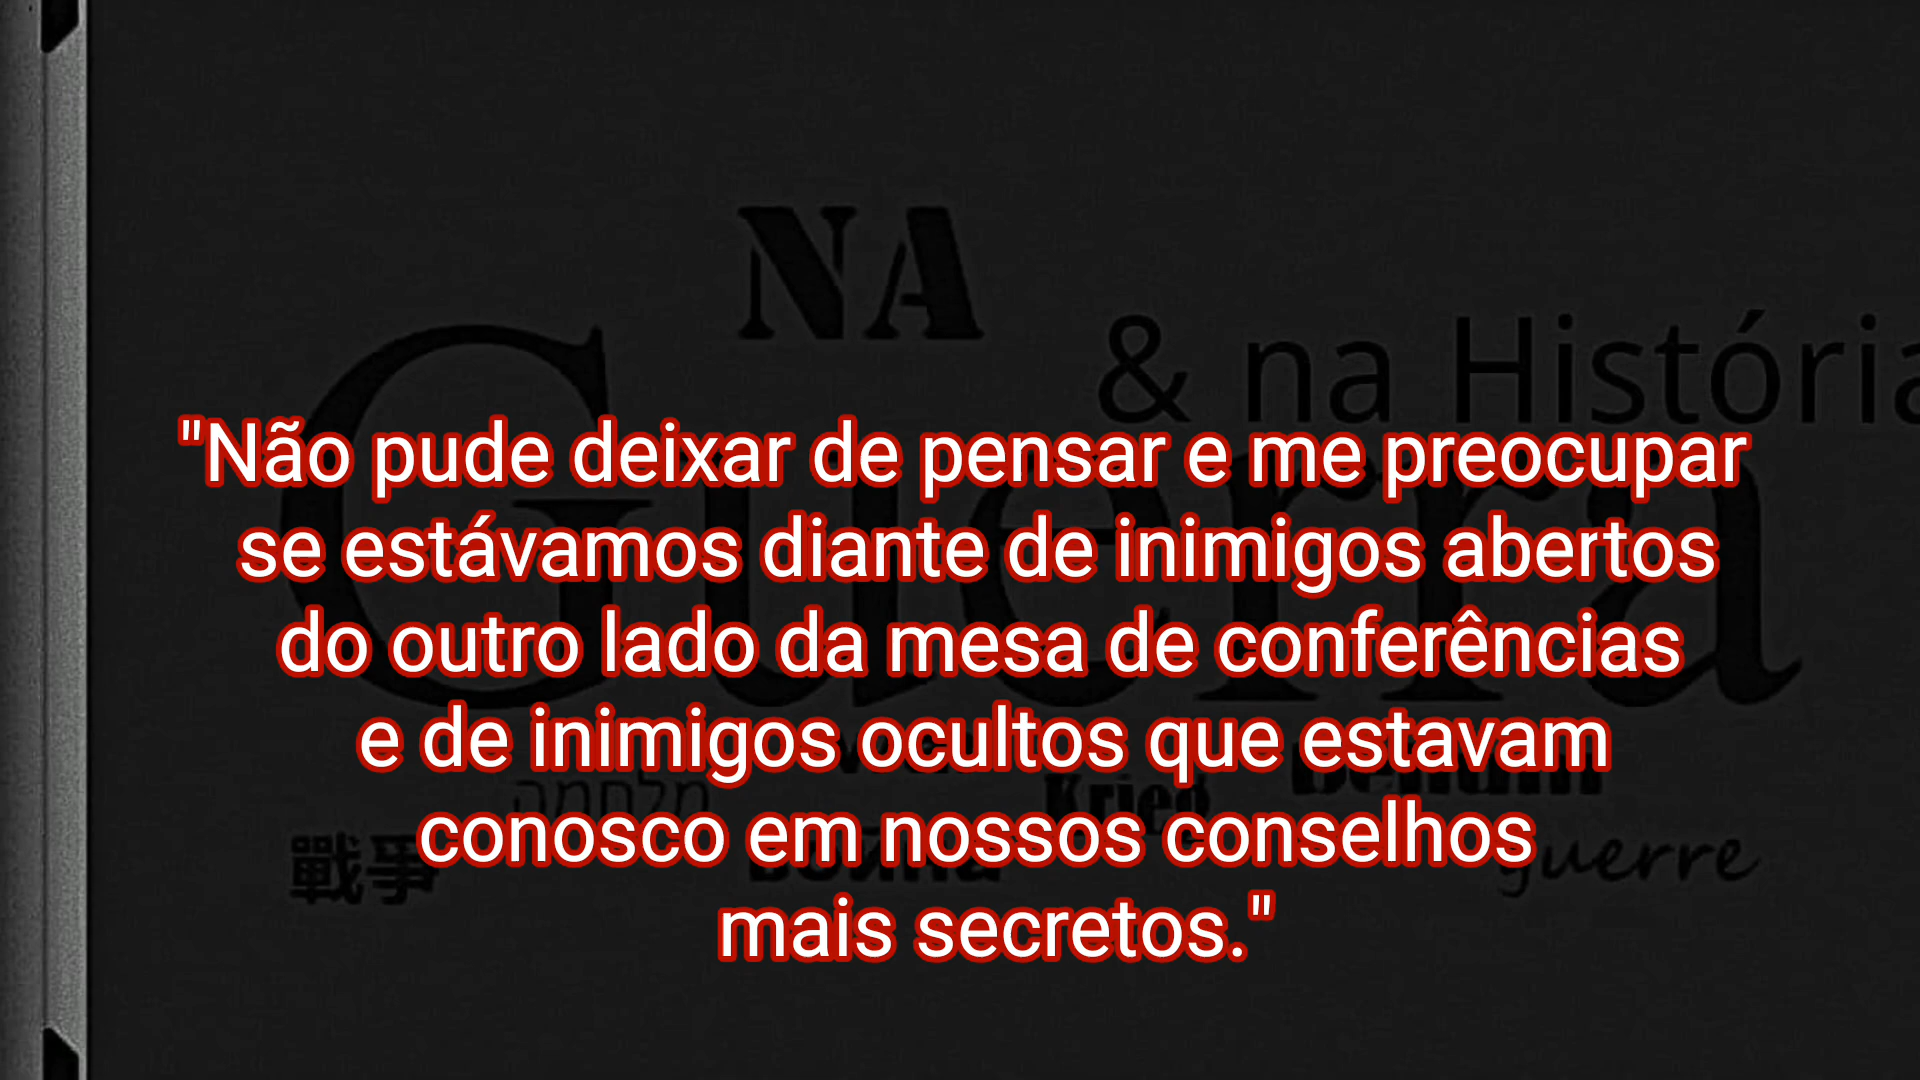 NA
& na História
Guerra
"Não pude deixar de pensar e me preocupar
se estávamos diante de inimigos abertos
do outro lado da mesa de conferências
e de inimigos ocultos que estavam
conosco em nossos conselhos
mais secretos."
מלחמה
Krieg
戰爭
война
guerre